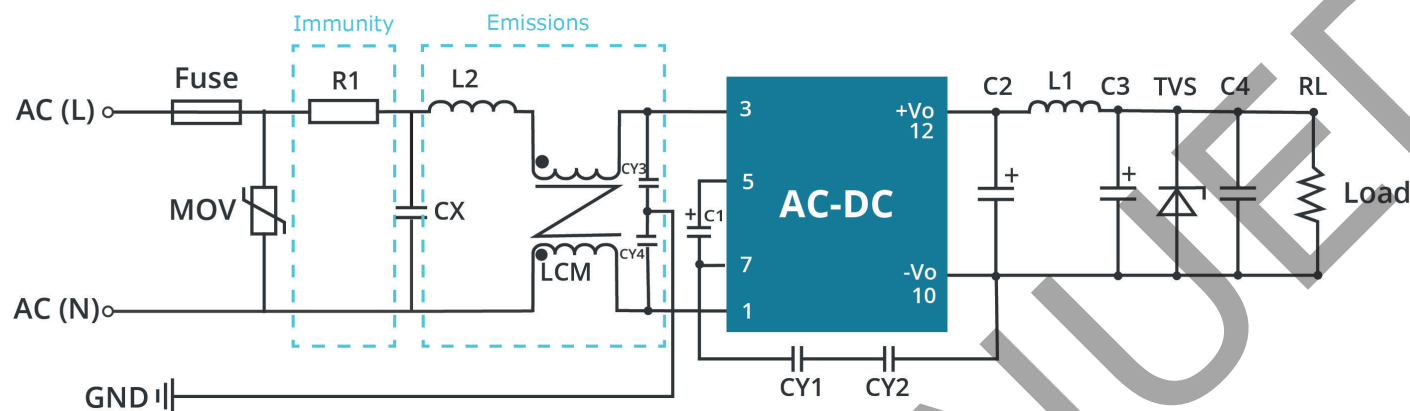 Immunity
Emissions
Fuse
R1
L2
C2
L1
C3
TVS
C4
RL
AC (L)
3
+Vo
12
CY3
MOV
CX
5
AC-DC
Load
+
C1
+
+
CY4
LCM
7
-Vo
10
AC (N)
1
CY1
CY2
GND